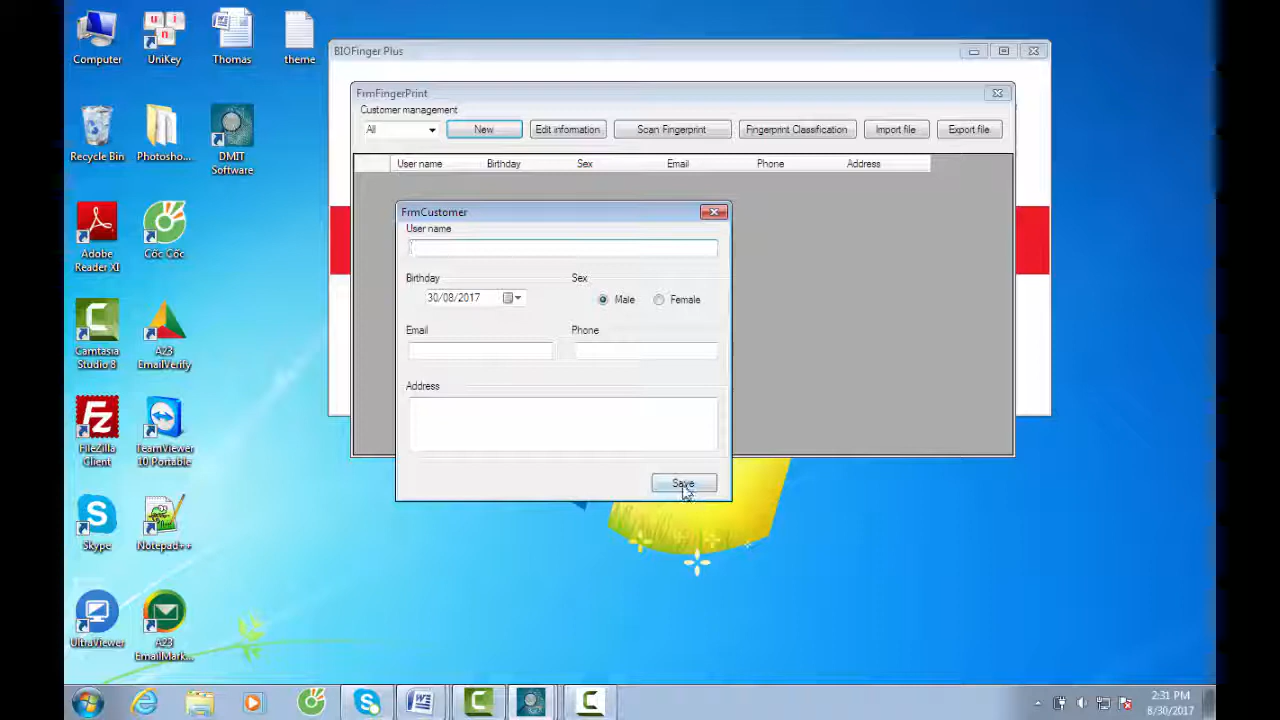 Computer
UniKey
Thomas
theme
Recycle Bin
Photosho...
DMIT
Software
Adobe
Reader XI
Cốc Cốc
Camtasia
Studio 8
A23
EmailVerify
FileZilla
Client
TeamViewer
10 Portable
Skype
Notepad++
UltraViewer
A23
EmailMark...
BIOFinger Plus
FrmFingerPrint
Customer management
All
New
Edit infomation
Scan Fingerprint
Fingerprint Classification
Import file
Export file
User name Birthday Sex Email Phone Address
FrmCustomer
User name
Birthday
Sex
30/08/2017
Male
Female
Email
Phone
Address
Save
2:31 PM
8/30/2017